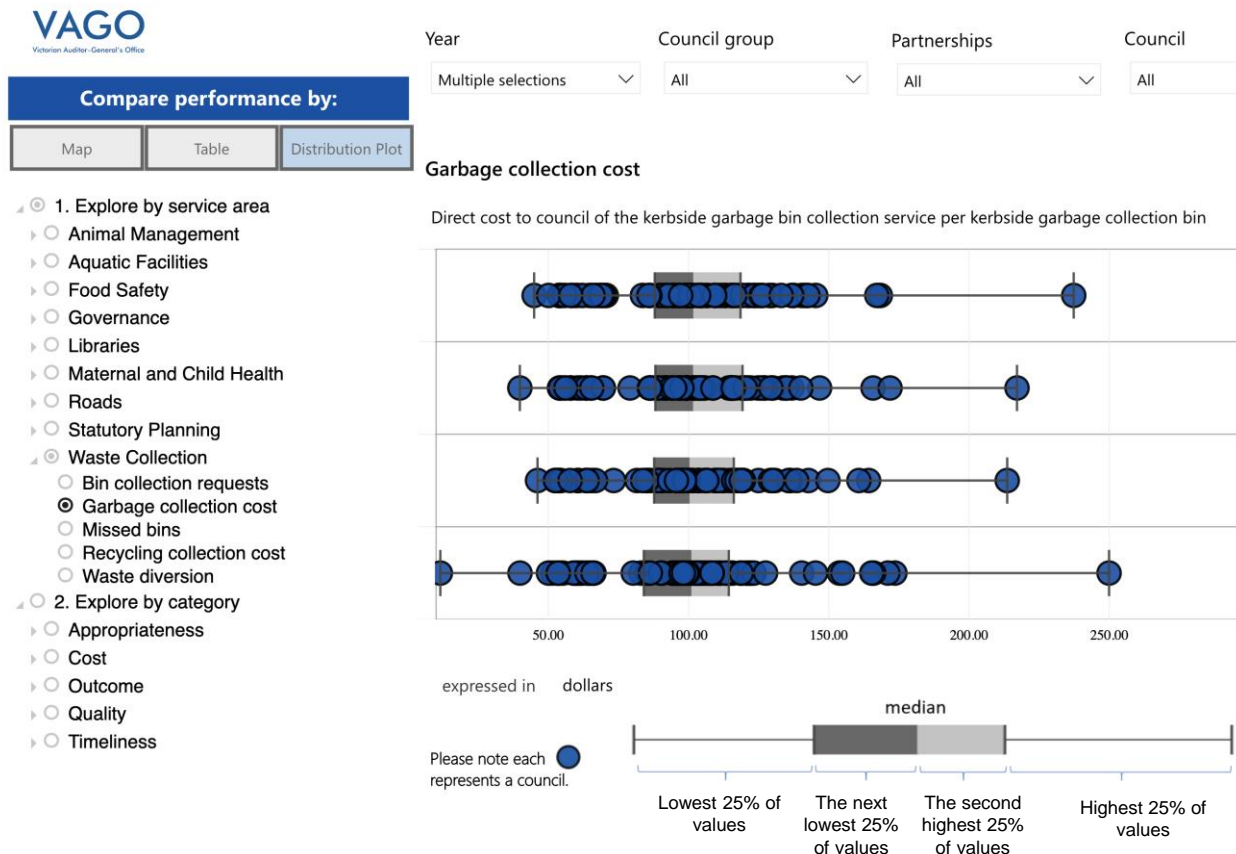 VAGO
Victorian Auditor-General's Office
Year
Council group
Partnerships
Council
Multiple selections
All
All
All
Compare performance by:
Map
Table
Distribution Plot
Garbage collection cost
Direct cost to council of the kerbside garbage bin collection service per kerbside garbage collection bin
1. Explore by service area
Animal Management
Aquatic Facilities
Food Safety
Governance
Libraries
Maternal and Child Health
Roads
Statutory Planning
Waste Collection
Bin collection requests
Garbage collection cost
Missed bins
Recycling collection cost
Waste diversion
2. Explore by category
Appropriateness
Cost
Outcome
Quality
Timeliness
50.00 100.00 150.00 200.00 250.00
expressed in dollars
median
Please note each
represents a council.
Lowest 25% of
values
The next
lowest 25%
of values
The second
highest 25%
of values
Highest 25% of
values